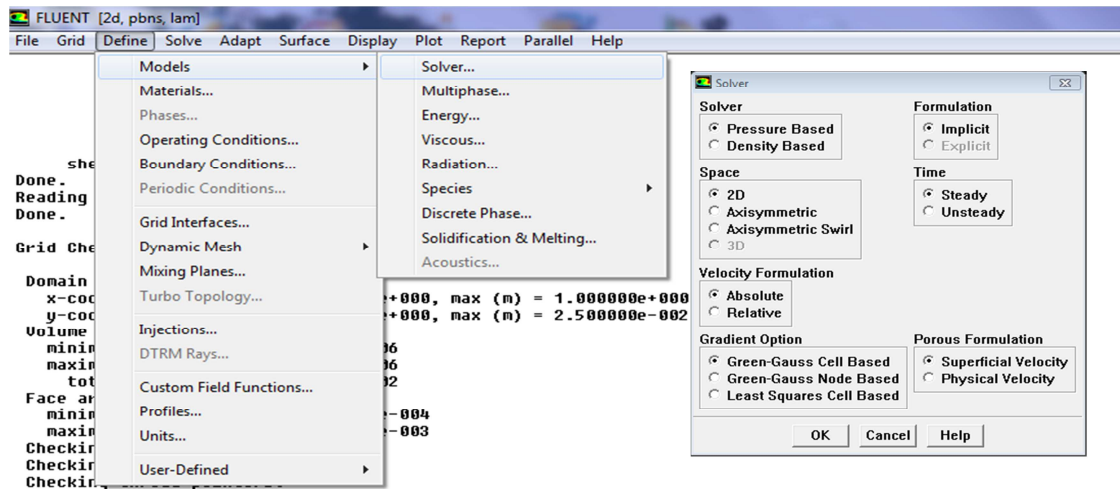 FLUENT [2d, pbns, lam]
File Grid Define Solve Adapt Surface Display Plot Report Parallel Help
Models
Materials...
Phases...
Operating Conditions...
Boundary Conditions...
Periodic Conditions...
Grid Interfaces...
Dynamic Mesh
Mixing Planes...
Turbo Topology...
Injections...
DTRM Rays...
Custom Field Functions...
Profiles...
Units...
User-Defined
Solver...
Multiphase...
Energy...
Viscous...
Radiation...
Species
Discrete Phase...
Solidification & Melting...
Acoustics...
she
Done.
Reading
Done.
Grid Che
Domain
x-coo +000, max (m) = 1.000000e+000
y-coo +000, max (m) = 2.500000e-002
Volume
minim 06
maxim 06
tot 02
Face ar
minim -004
maxim -003
Checkin
Checkin
Checking
Solver
Solver
Pressure Based
Density Based
Formulation
Implicit
Explicit
Space
2D
Axisymmetric
Axisymmetric Swirl
3D
Time
Steady
Unsteady
Velocity Formulation
Absolute
Relative
Gradient Option
Green-Gauss Cell Based
Green-Gauss Node Based
Least Squares Cell Based
Porous Formulation
Superficial Velocity
Physical Velocity
OK Cancel Help